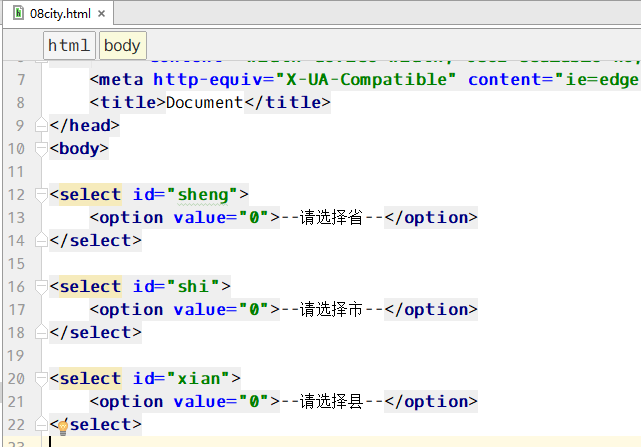 08city.html
html body
7 <meta http-equiv="X-UA-Compatible" content="ie=edge
8 <title>Document</title>
9 </head>
10 <body>
11
12 <select id="sheng">
13 <option value="0">--请选择省--</option>
14 </select>
15
16 <select id="shi">
17 <option value="0">--请选择市--</option>
18 </select>
19
20 <select id="xian">
21 <option value="0">--请选择县--</option>
22 </select>